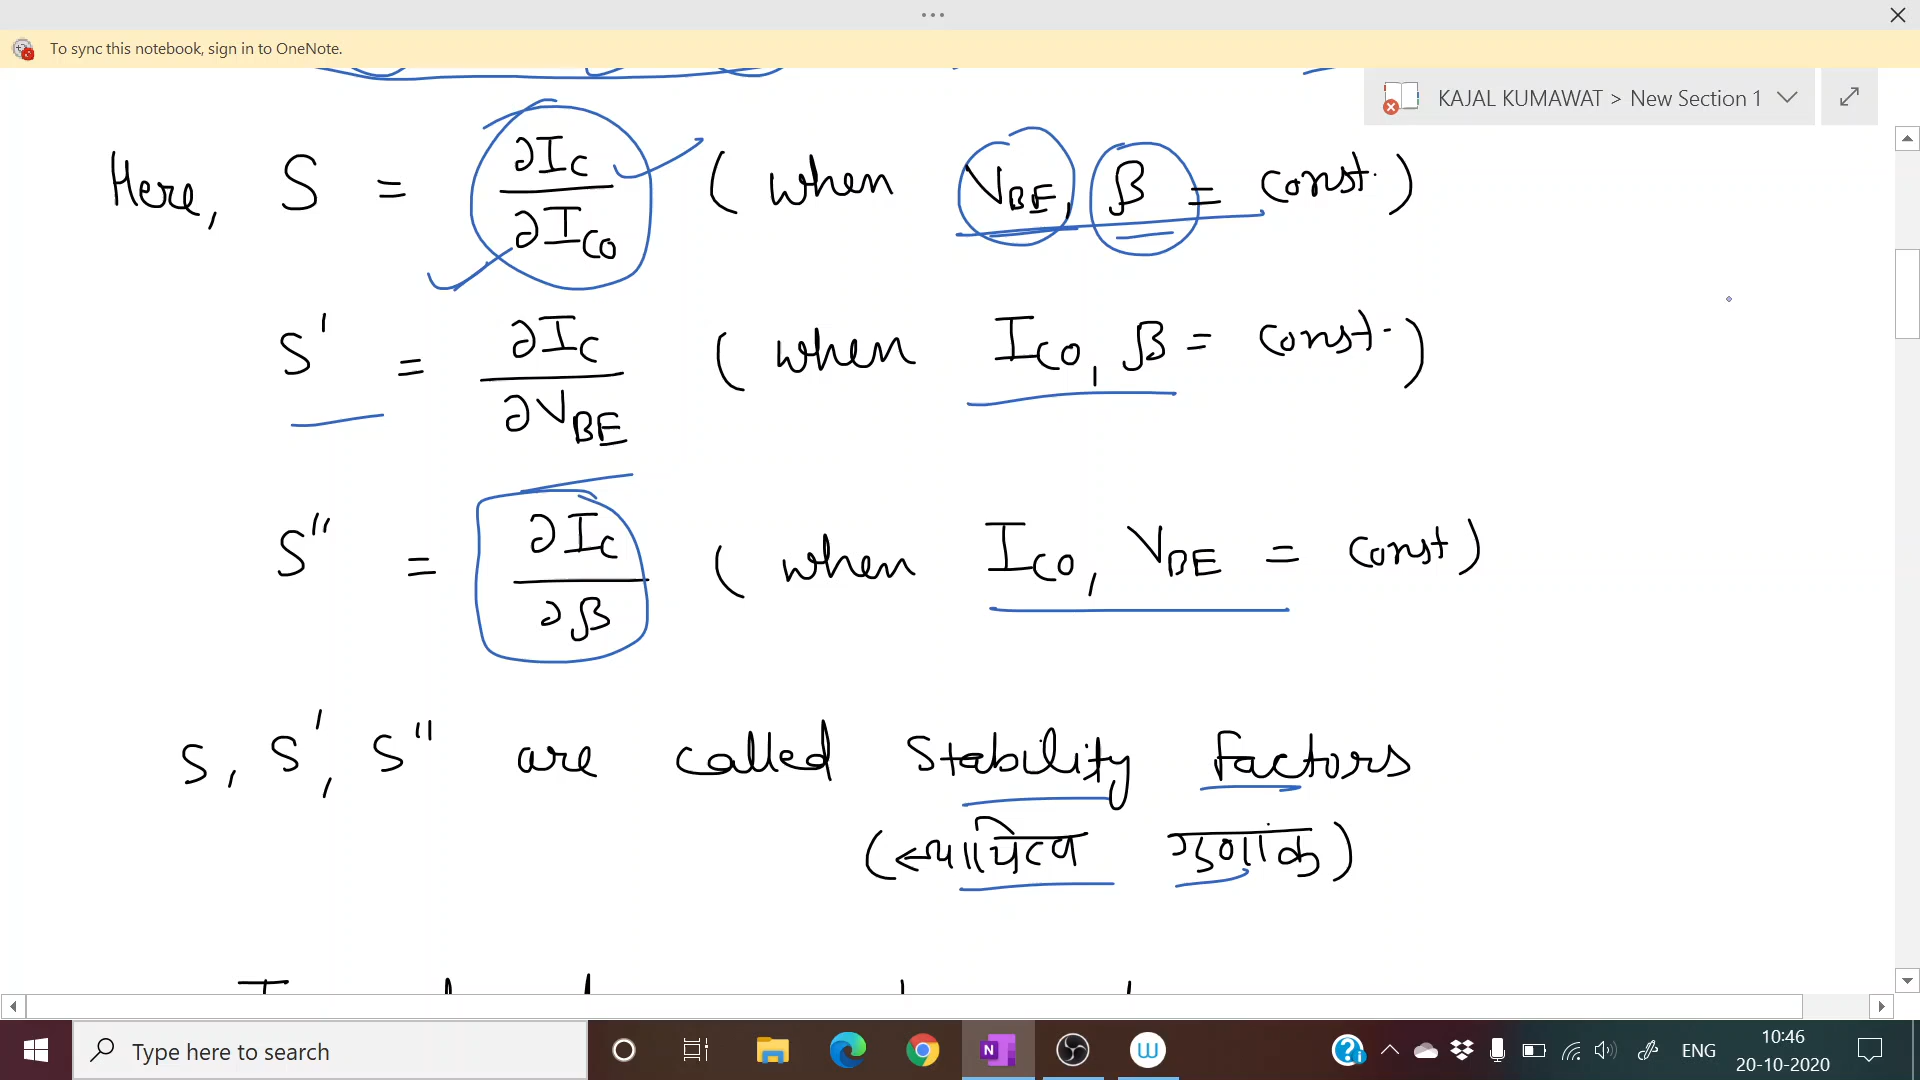 To sync this notebook, sign in to OneNote.
KAJAL KUMAWAT > New Section 1
Here, S = ∂IC/∂ICO (when VBE, β = const.)
S' = ∂IC/∂VBE (when ICO, β = const.)
S'' = ∂IC/∂β (when ICO, VBE = const)
S, S', S'' are called Stability Factors
(स्थायित्व गुणांक)
Type here to search
ENG
10:46
20-10-2020